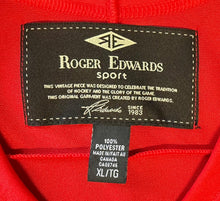 RE
ROGER EDWARDS
sport
THIS VINTAGE PIECE WAS DESIGNED TO CELEBRATE THE TRADITION
OF HOCKEY AND THE GLORY OF THE GAME
THIS ORIGINAL GARMENT WAS CREATED BY ROGER EDWARDS.
R Edwards SINCE
1983
100%
POLYESTER
MADE IN/FAIT AU
CANADA
CA08746
XL/TG